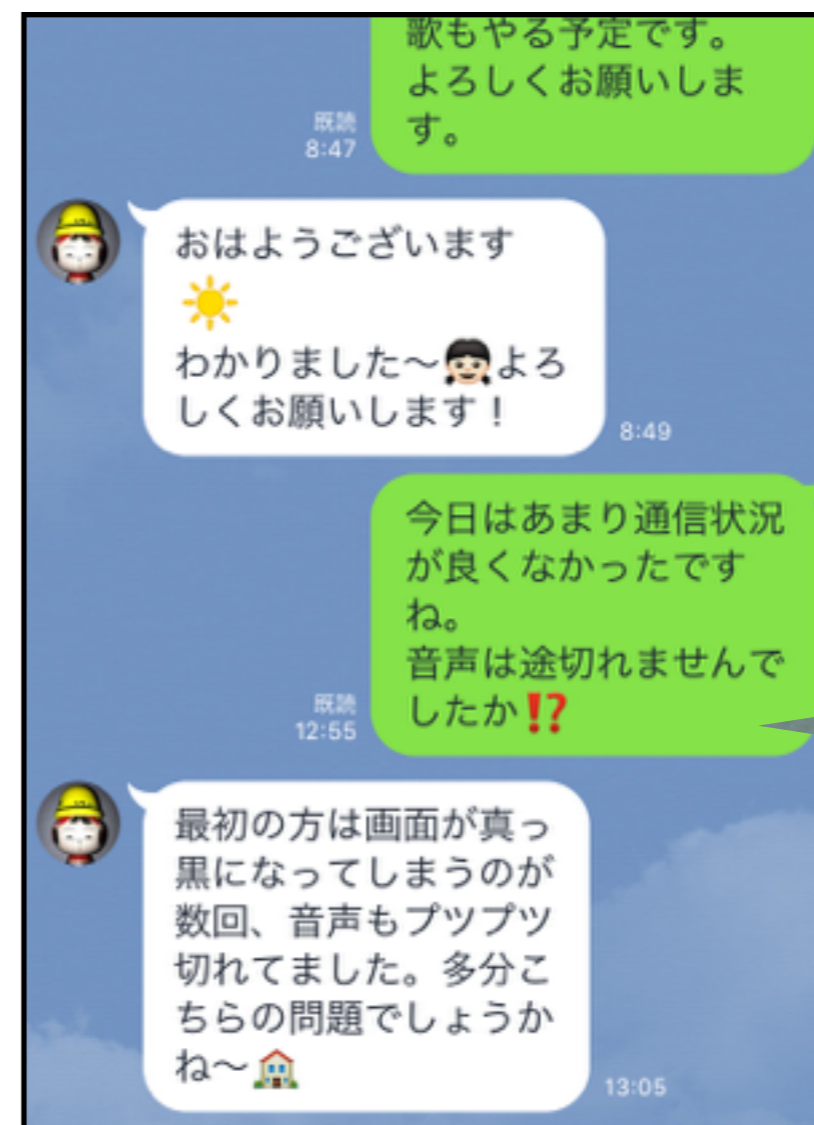 歌もやる予定です。
よろしくお願いしま
す。
既読
8:47
おはようございます
☀️
わかりました〜👧🏻よろ
しくお願いします！
8:49
今日はあまり通信状況
が良くなかったです
ね。
音声は途切れませんで
したか⁉️
既読
12:55
最初の方は画面が真っ
黒になってしまうのが
数回、音声もプツプツ
切れてました。多分こ
ちらの問題でしょうか
ね〜🏠
13:05